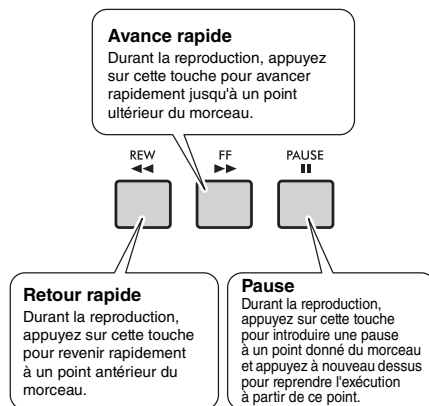 Avance rapide
Durant la reproduction, appuyez
sur cette touche pour avancer
rapidement jusqu'à un point
ultérieur du morceau.
REW
FF
PAUSE
Retour rapide
Durant la reproduction,
appuyez sur cette touche
pour revenir rapidement
à un point antérieur du
morceau.
Pause
Durant la reproduction,
appuyez sur cette touche
pour introduire une pause
à un point donné du morceau
et appuyez à nouveau dessus
pour reprendre l'exécution
à partir de ce point.